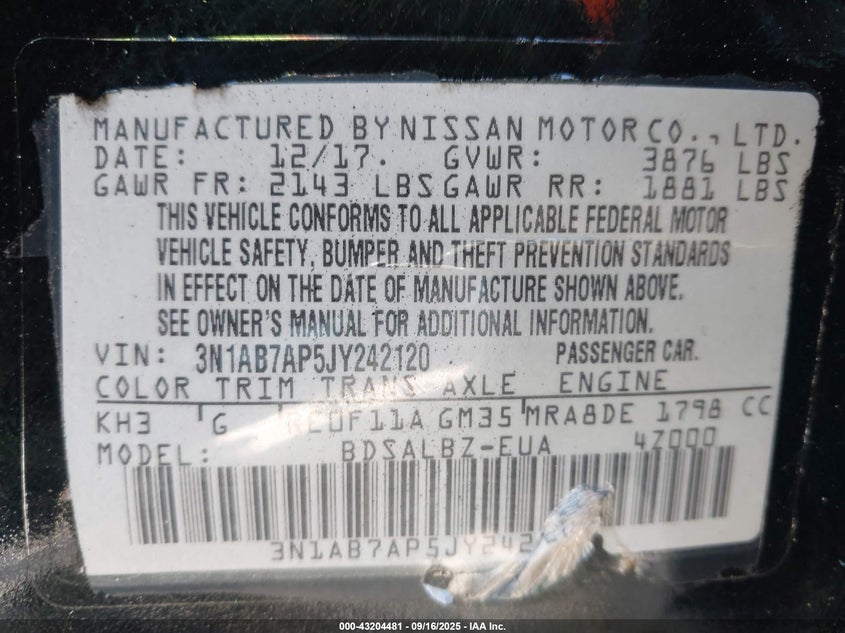 MANUFACTURED BY NISSAN MOTOR CO., LTD.
DATE: 12/17. GVWR: 3876 LBS
GAWR FR: 2143 LBS GAWR RR: 1881 LBS
THIS VEHICLE CONFORMS TO ALL APPLICABLE FEDERAL MOTOR
VEHICLE SAFETY, BUMPER AND THEFT PREVENTION STANDARDS
IN EFFECT ON THE DATE OF MANUFACTURE SHOWN ABOVE.
SEE OWNER'S MANUAL FOR ADDITIONAL INFORMATION.
VIN: 3N1AB7AP5JY242120 PASSENGER CAR.
COLOR TRIM TRANS AXLE ENGINE
KH3 G RE0F11A GM35 MRA8DE 1798 CC
MODEL: BDSALBZ-EUA 4Z000
3N1AB7AP5JY242
000-43204481 - 09/16/2025 - IAA Inc.